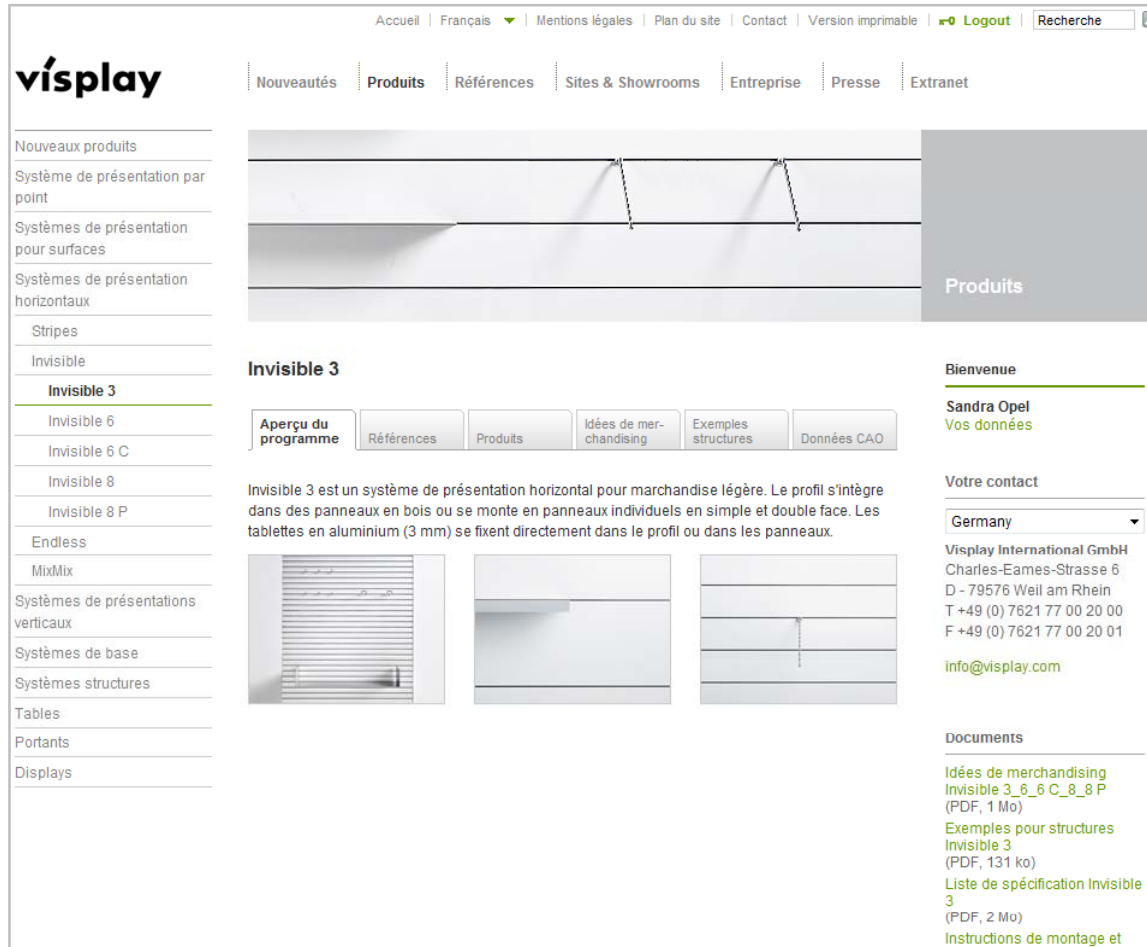 Accueil | Français | Mentions légales | Plan du site | Contact | Version imprimable | Logout | Recherche
vísplay
Nouveautés Produits Références Sites & Showrooms Entreprise Presse Extranet
Nouveaux produits
Système de présentation par
point
Systèmes de présentation
pour surfaces
Systèmes de présentation
horizontaux
Stripes
Invisible
Invisible 3
Invisible 6
Invisible 6 C
Invisible 8
Invisible 8 P
Endless
MixMix
Systèmes de présentations
verticaux
Systèmes de base
Systèmes structures
Tables
Portants
Displays
Produits
Invisible 3
Aperçu du
programme
Références
Produits
Idées de mer-
chandising
Exemples
structures
Données CAO
Invisible 3 est un système de présentation horizontal pour marchandise légère. Le profil s'intègre
dans des panneaux en bois ou se monte en panneaux individuels en simple et double face. Les
tablettes en aluminium (3 mm) se fixent directement dans le profil ou dans les panneaux.
Bienvenue
Sandra Opel
Vos données
Votre contact
Germany
Visplay International GmbH
Charles-Eames-Strasse 6
D - 79576 Weil am Rhein
T +49 (0) 7621 77 00 20 00
F +49 (0) 7621 77 00 20 01
info@visplay.com
Documents
Idées de merchandising
Invisible 3_6_6 C_8_8 P
(PDF, 1 Mo)
Exemples pour structures
Invisible 3
(PDF, 131 ko)
Liste de spécification Invisible
3
(PDF, 2 Mo)
Instructions de montage et